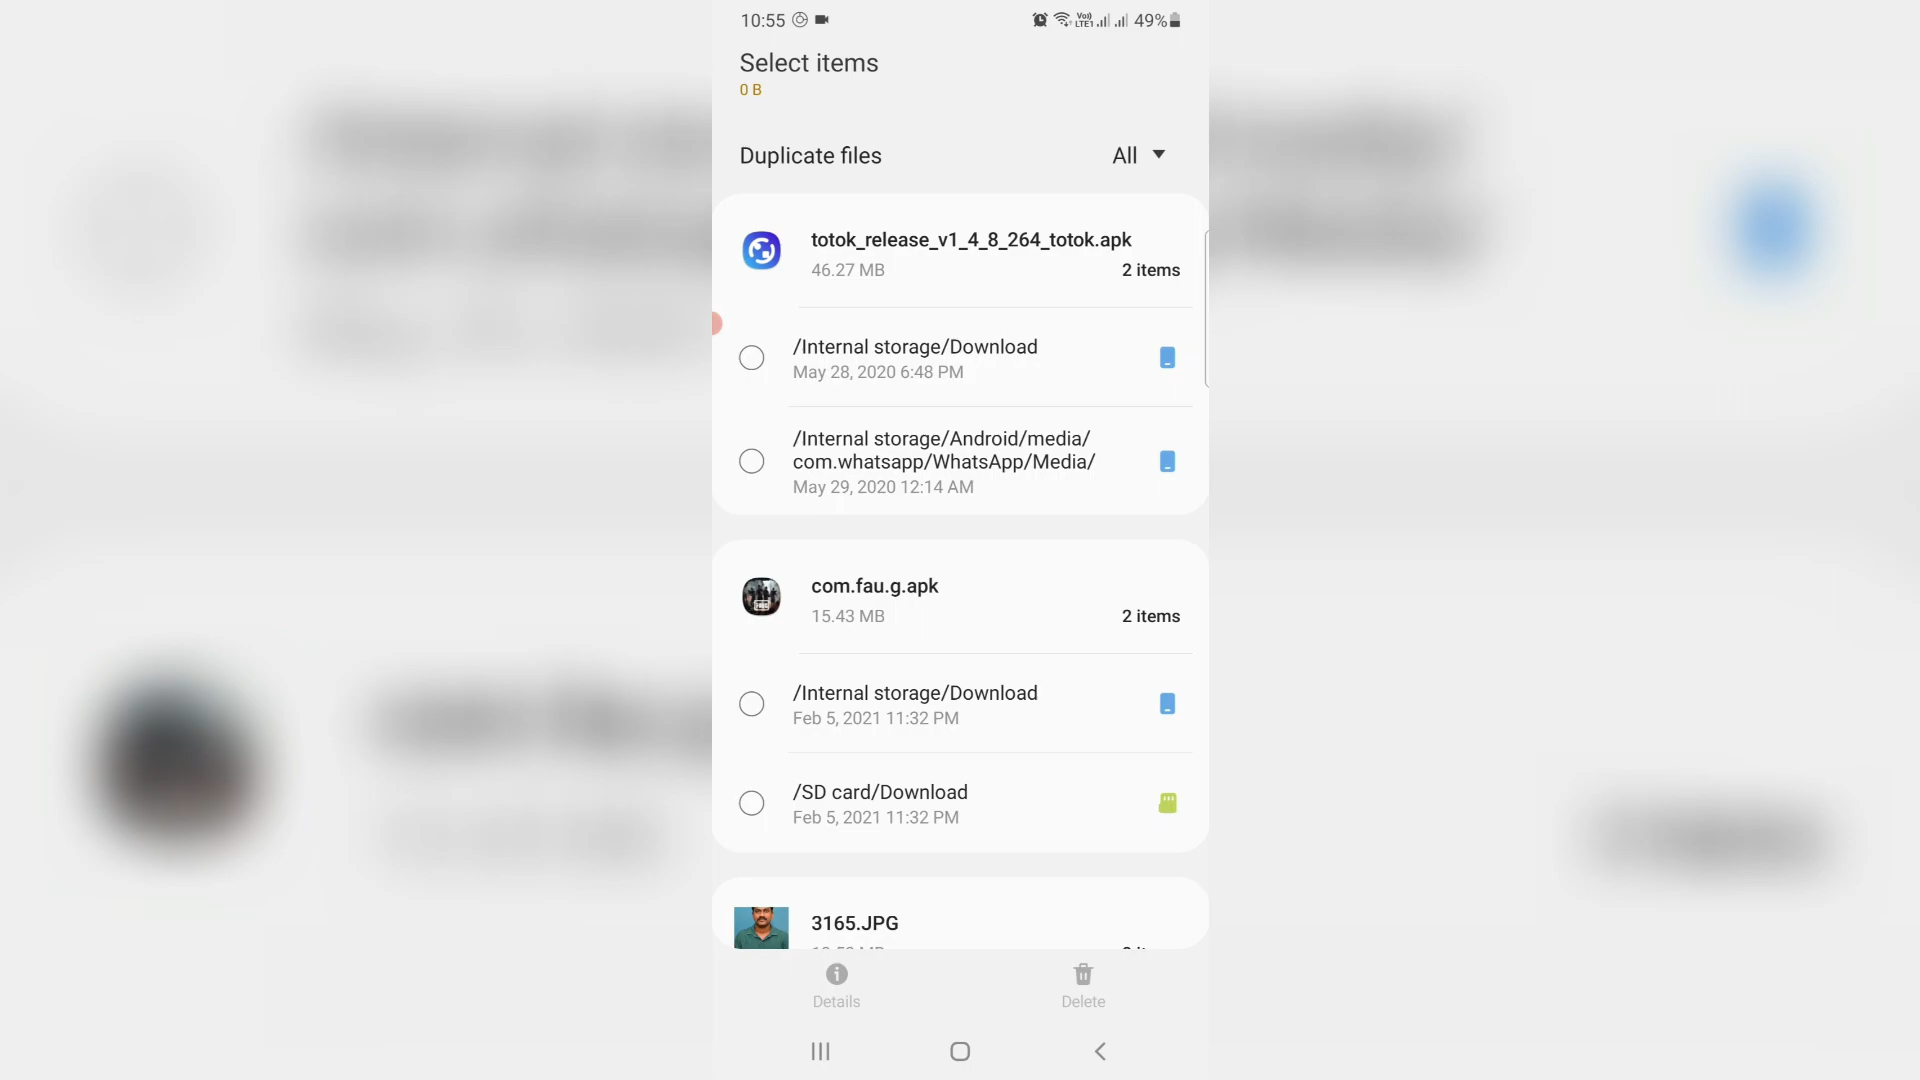 10:55 49%
Select items
0 B
Duplicate files All
totok_release_v1_4_8_264_totok.apk
46.27 MB 2 items
/Internal storage/Download
May 28, 2020 6:48 PM
/Internal storage/Android/media/
com.whatsapp/WhatsApp/Media/
May 29, 2020 12:14 AM
com.fau.g.apk
15.43 MB 2 items
/Internal storage/Download
Feb 5, 2021 11:32 PM
/SD card/Download
Feb 5, 2021 11:32 PM
3165.JPG
Details Delete